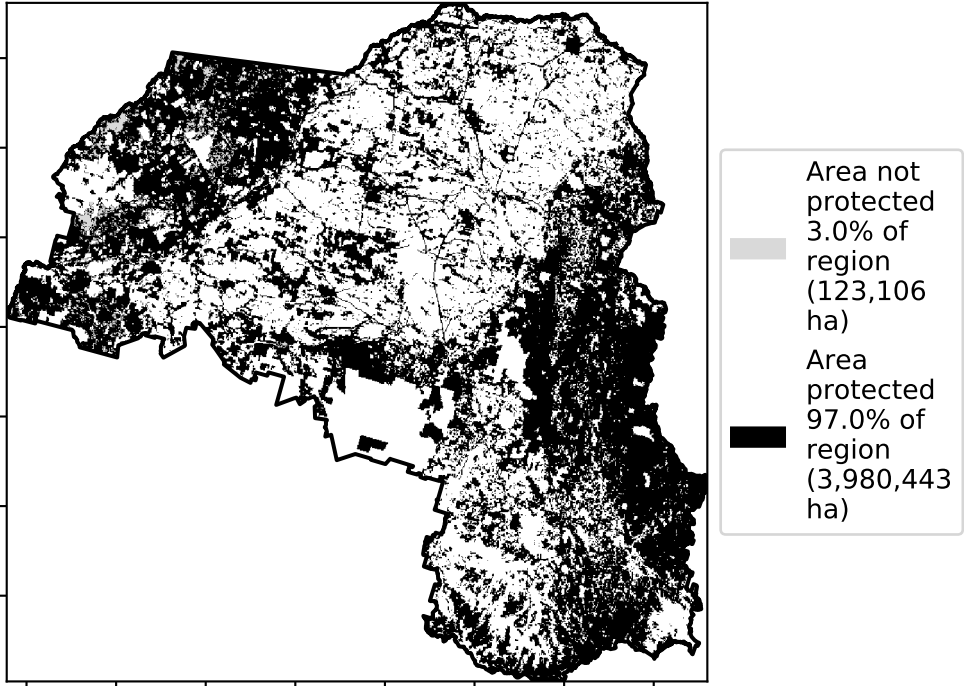 Area not
protected
3.0% of
region
(123,106
ha)
Area
protected
97.0% of
region
(3,980,443
ha)